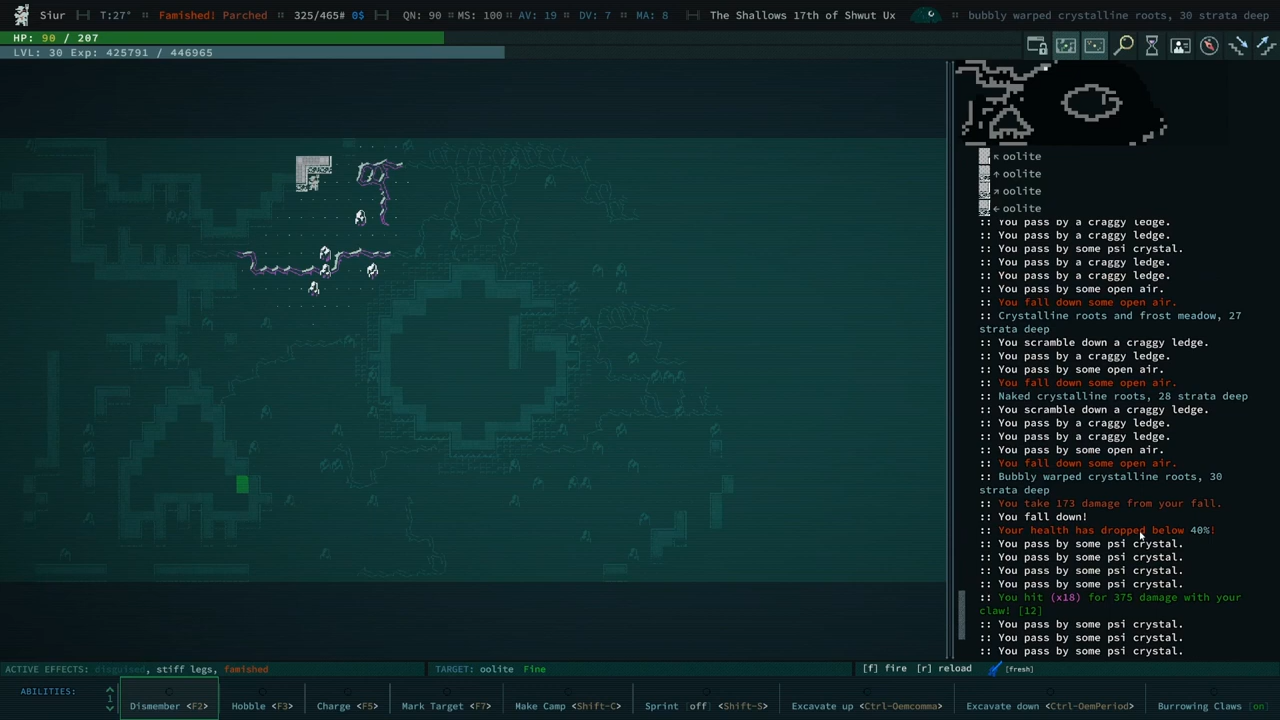 Siur :: T:27° :: Famished! Parched :: 325/465# 0$ QN: 90 :: MS: 100 :: AV: 19 :: DV: 7 :: MA: 8 The Shallows 17th of Shwut Ux :: bubbly warped crystalline roots, 30 strata deep
HP: 90 / 207
LVL: 30 Exp: 425791 / 446965
↖ oolite
↑ oolite
↗ oolite
← oolite
:: You pass by a craggy ledge.
:: You pass by a craggy ledge.
:: You pass by some psi crystal.
:: You pass by a craggy ledge.
:: You pass by a craggy ledge.
:: You pass by some open air.
:: You fall down some open air.
:: Crystalline roots and frost meadow, 27
strata deep
:: You scramble down a craggy ledge.
:: You pass by a craggy ledge.
:: You pass by some open air.
:: You fall down some open air.
:: Naked crystalline roots, 28 strata deep
:: You scramble down a craggy ledge.
:: You pass by a craggy ledge.
:: You pass by a craggy ledge.
:: You pass by some open air.
:: You fall down some open air.
:: Bubbly warped crystalline roots, 30
strata deep
:: You take 173 damage from your fall.
:: You fall down!
:: Your health has dropped below 40%!
:: You pass by some psi crystal.
:: You pass by some psi crystal.
:: You pass by some psi crystal.
:: You pass by some psi crystal.
:: You hit (x18) for 375 damage with your
claw! [12]
:: You pass by some psi crystal.
:: You pass by some psi crystal.
:: You pass by some psi crystal.
ACTIVE EFFECTS: disguised, stiff legs, famished TARGET: oolite Fine [f] fire [r] reload [fresh]
ABILITIES: 1 Dismember <F2> Hobble <F3> Charge <F5> Mark Target <F7> Make Camp <Shift-C> Sprint [off] <Shift-S> Excavate up <Ctrl-Oemcomma> Excavate down <Ctrl-OemPeriod> Burrowing Claws [on]